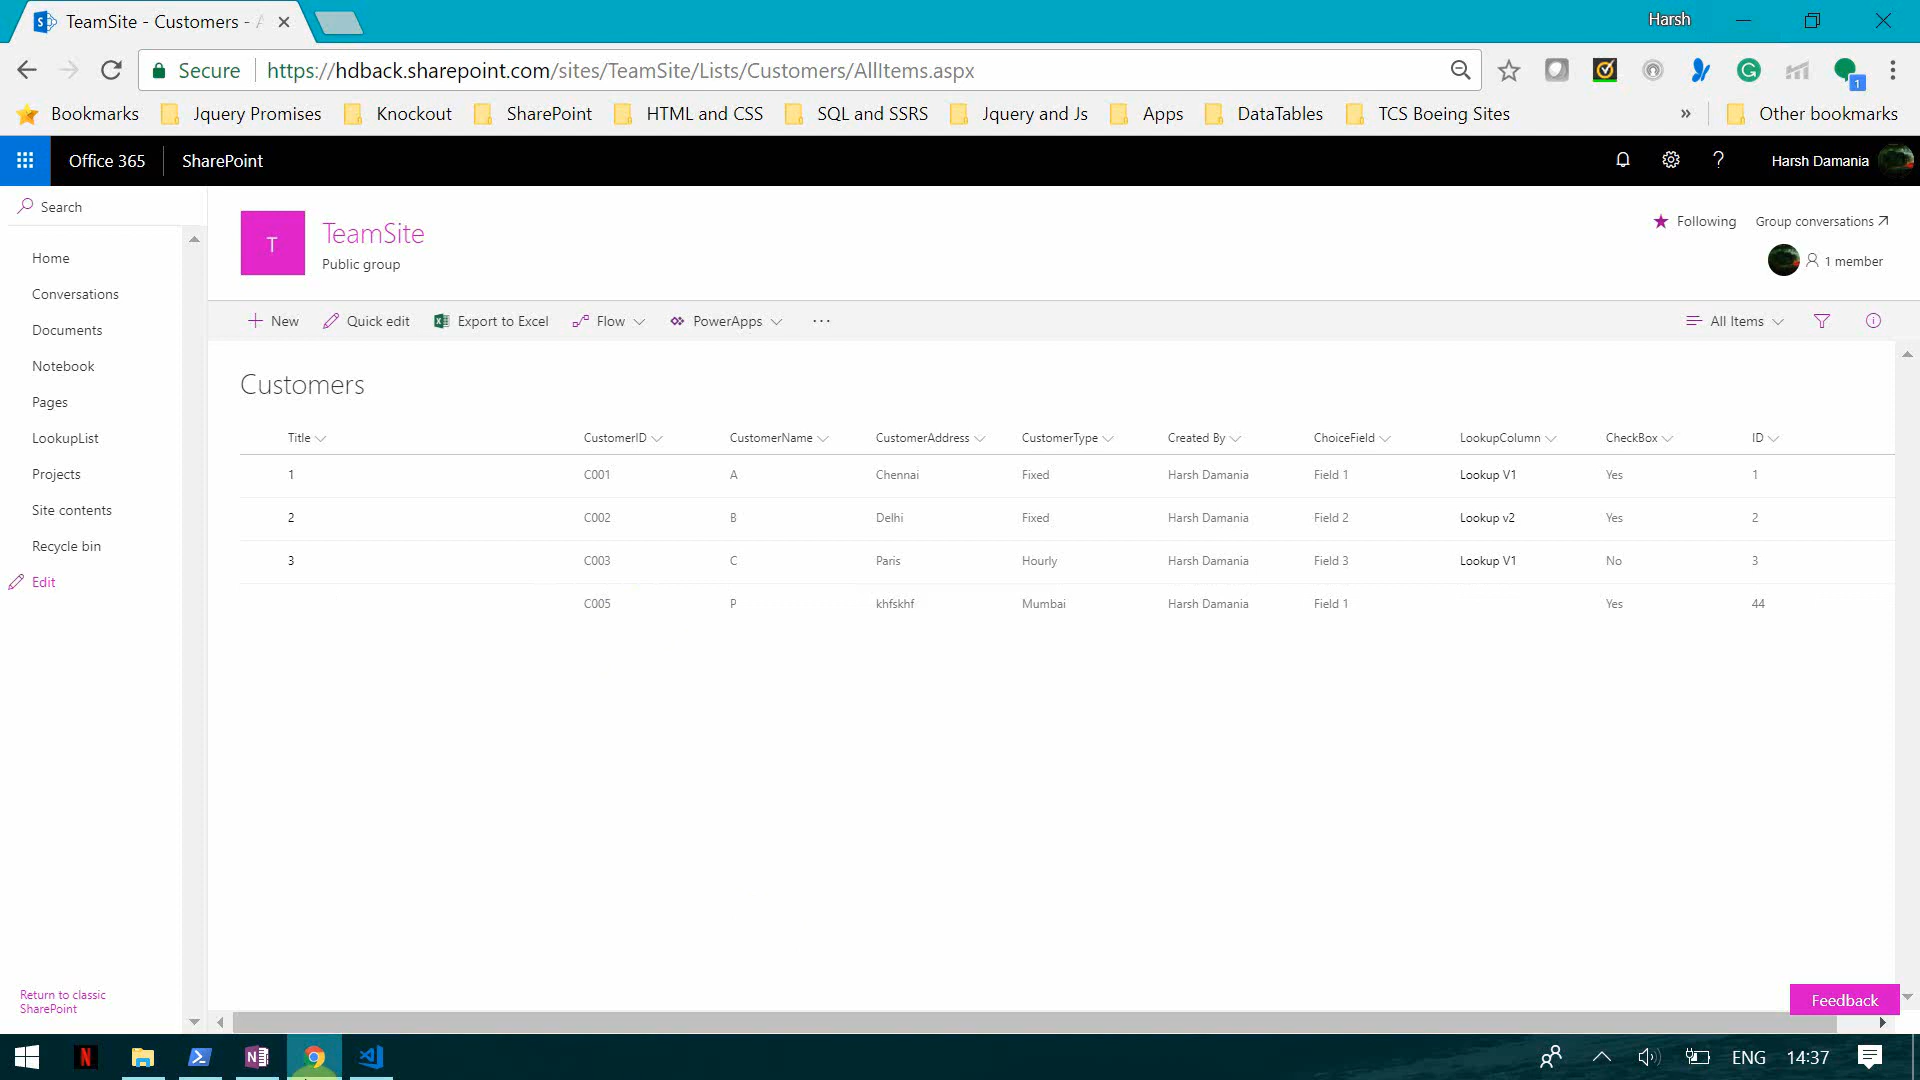 TeamSite - Customers - A
Harsh
Secure
https://hdback.sharepoint.com/sites/TeamSite/Lists/Customers/AllItems.aspx
1
Bookmarks
Jquery Promises
Knockout
SharePoint
HTML and CSS
SQL and SSRS
Jquery and Js
Apps
DataTables
TCS Boeing Sites
»
Other bookmarks
Office 365
SharePoint
?
Harsh Damania
Search
Home
Conversations
Documents
Notebook
Pages
LookupList
Projects
Site contents
Recycle bin
Edit
Return to classic
SharePoint
T
TeamSite
Public group
Following
Group conversations
1 member
New
Quick edit
Export to Excel
Flow
PowerApps
···
All Items
Customers
Title CustomerID CustomerName CustomerAddress CustomerType Created By ChoiceField LookupColumn CheckBox ID
1 C001 A Chennai Fixed Harsh Damania Field 1 Lookup V1 Yes 1
2 C002 B Delhi Fixed Harsh Damania Field 2 Lookup v2 Yes 2
3 C003 C Paris Hourly Harsh Damania Field 3 Lookup V1 No 3
C005 P khfskhf Mumbai Harsh Damania Field 1 Yes 44
Feedback
N
N
ENG
14:37